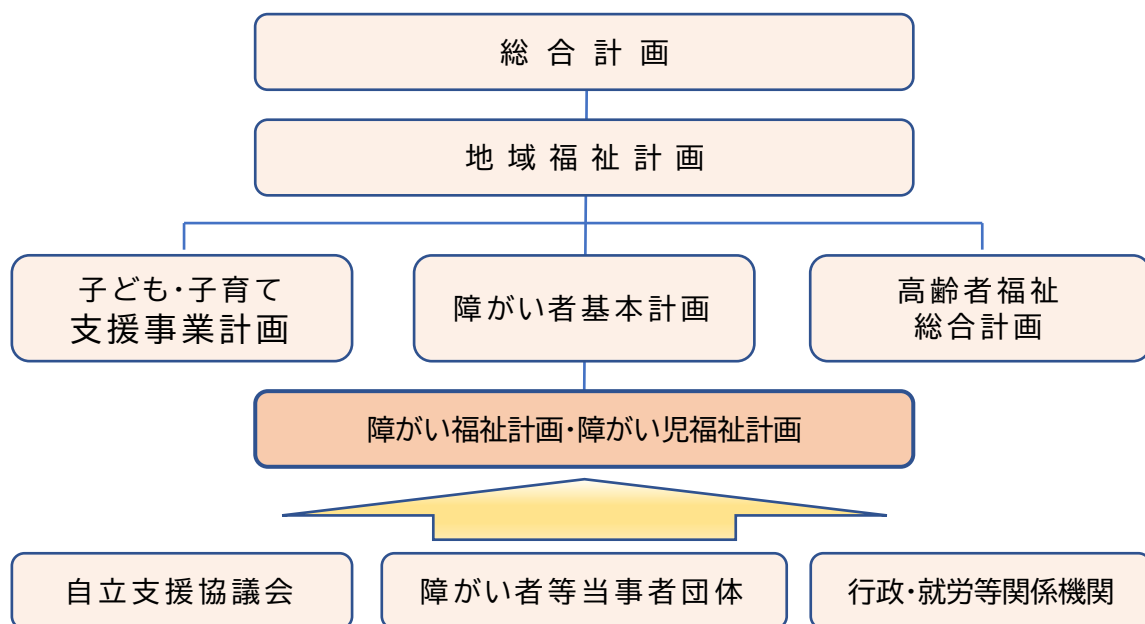 総合計画
地域福祉計画
子ども・子育て
支援事業計画
障がい者基本計画
高齢者福祉
総合計画
障がい福祉計画・障がい児福祉計画
自立支援協議会
障がい者等当事者団体
行政・就労等関係機関